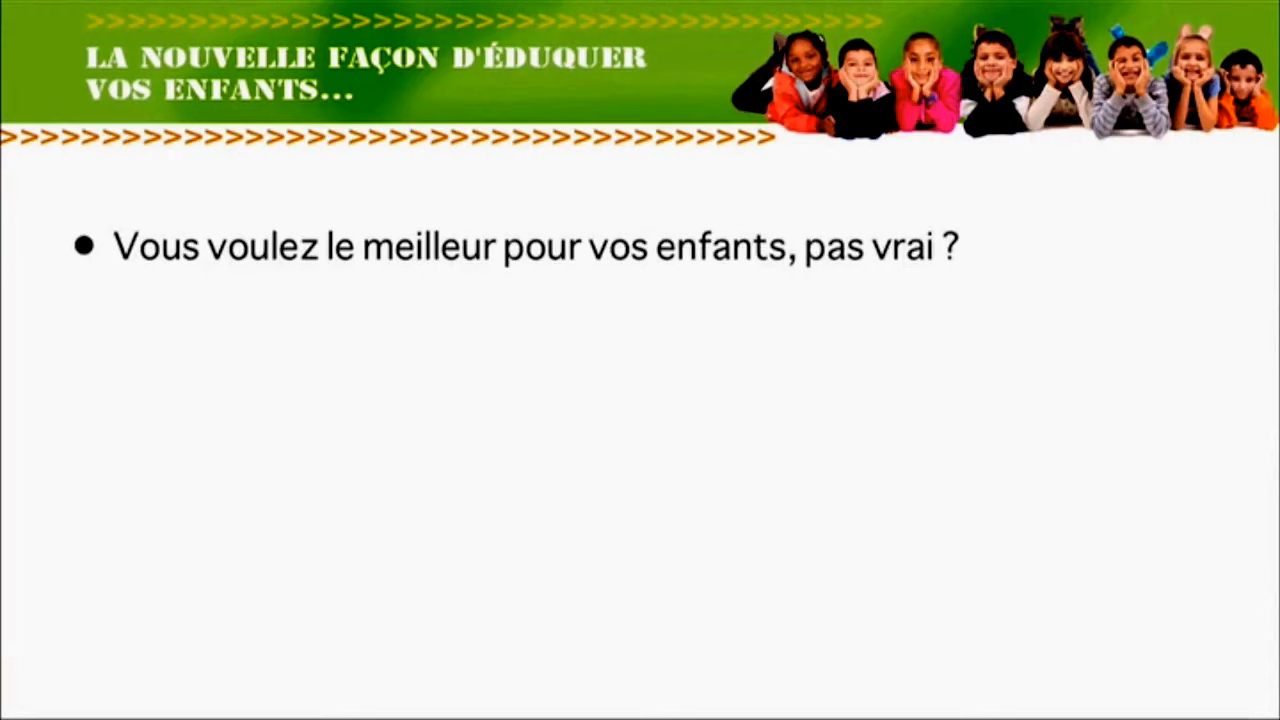 >>>>>>>>>>>>>>>>>>>>>>>>>>>>>>>>>>>>>>>>>>>>>
LA NOUVELLE FAÇON D'ÉDUQUER
VOS ENFANTS...
>>>>>>>>>>>>>>>>>>>>>>>>>>>>>>>>>>>>>>>>>>>>
• Vous voulez le meilleur pour vos enfants, pas vrai ?